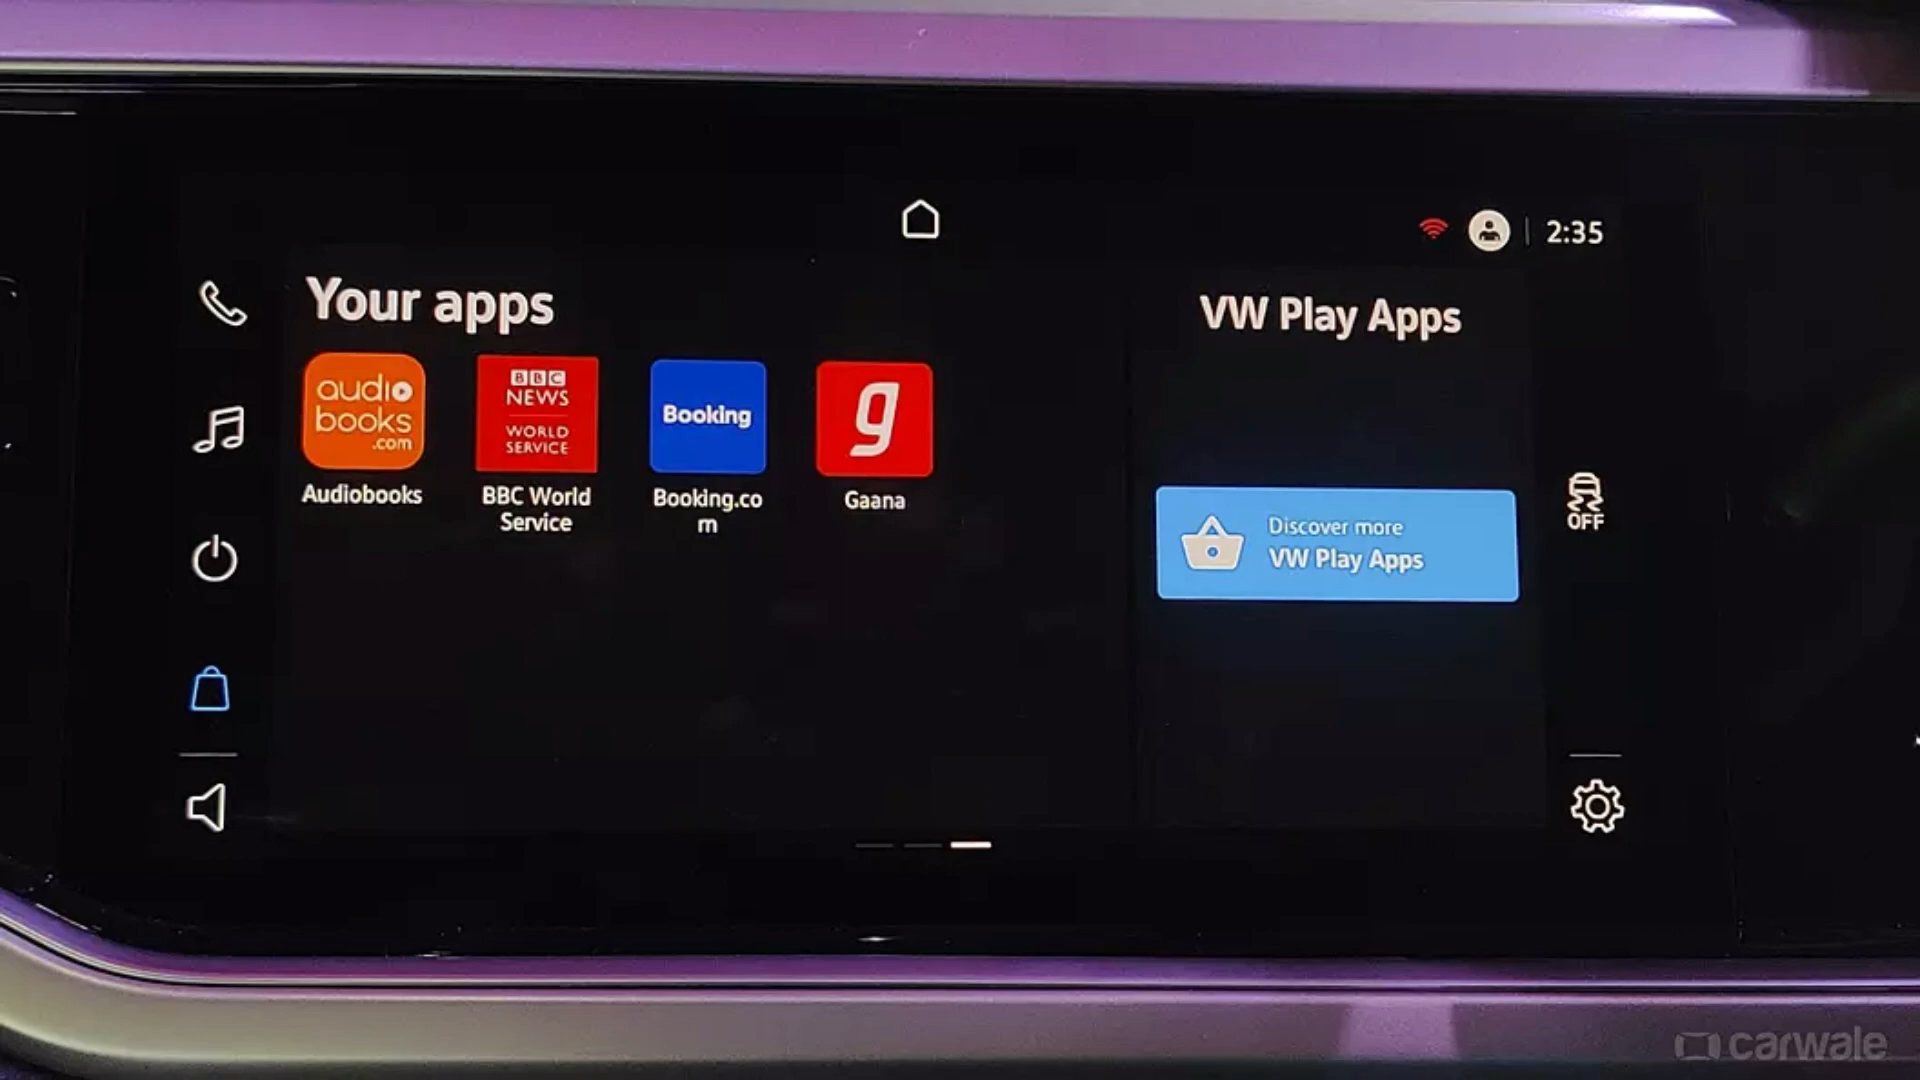 2:35
Your apps
VW Play Apps
audio
books
.com
BBC
NEWS
WORLD
SERVICE
Booking
g
Audiobooks
BBC World
Service
Booking.co
m
Gaana
Discover more
VW Play Apps
OFF
carwale